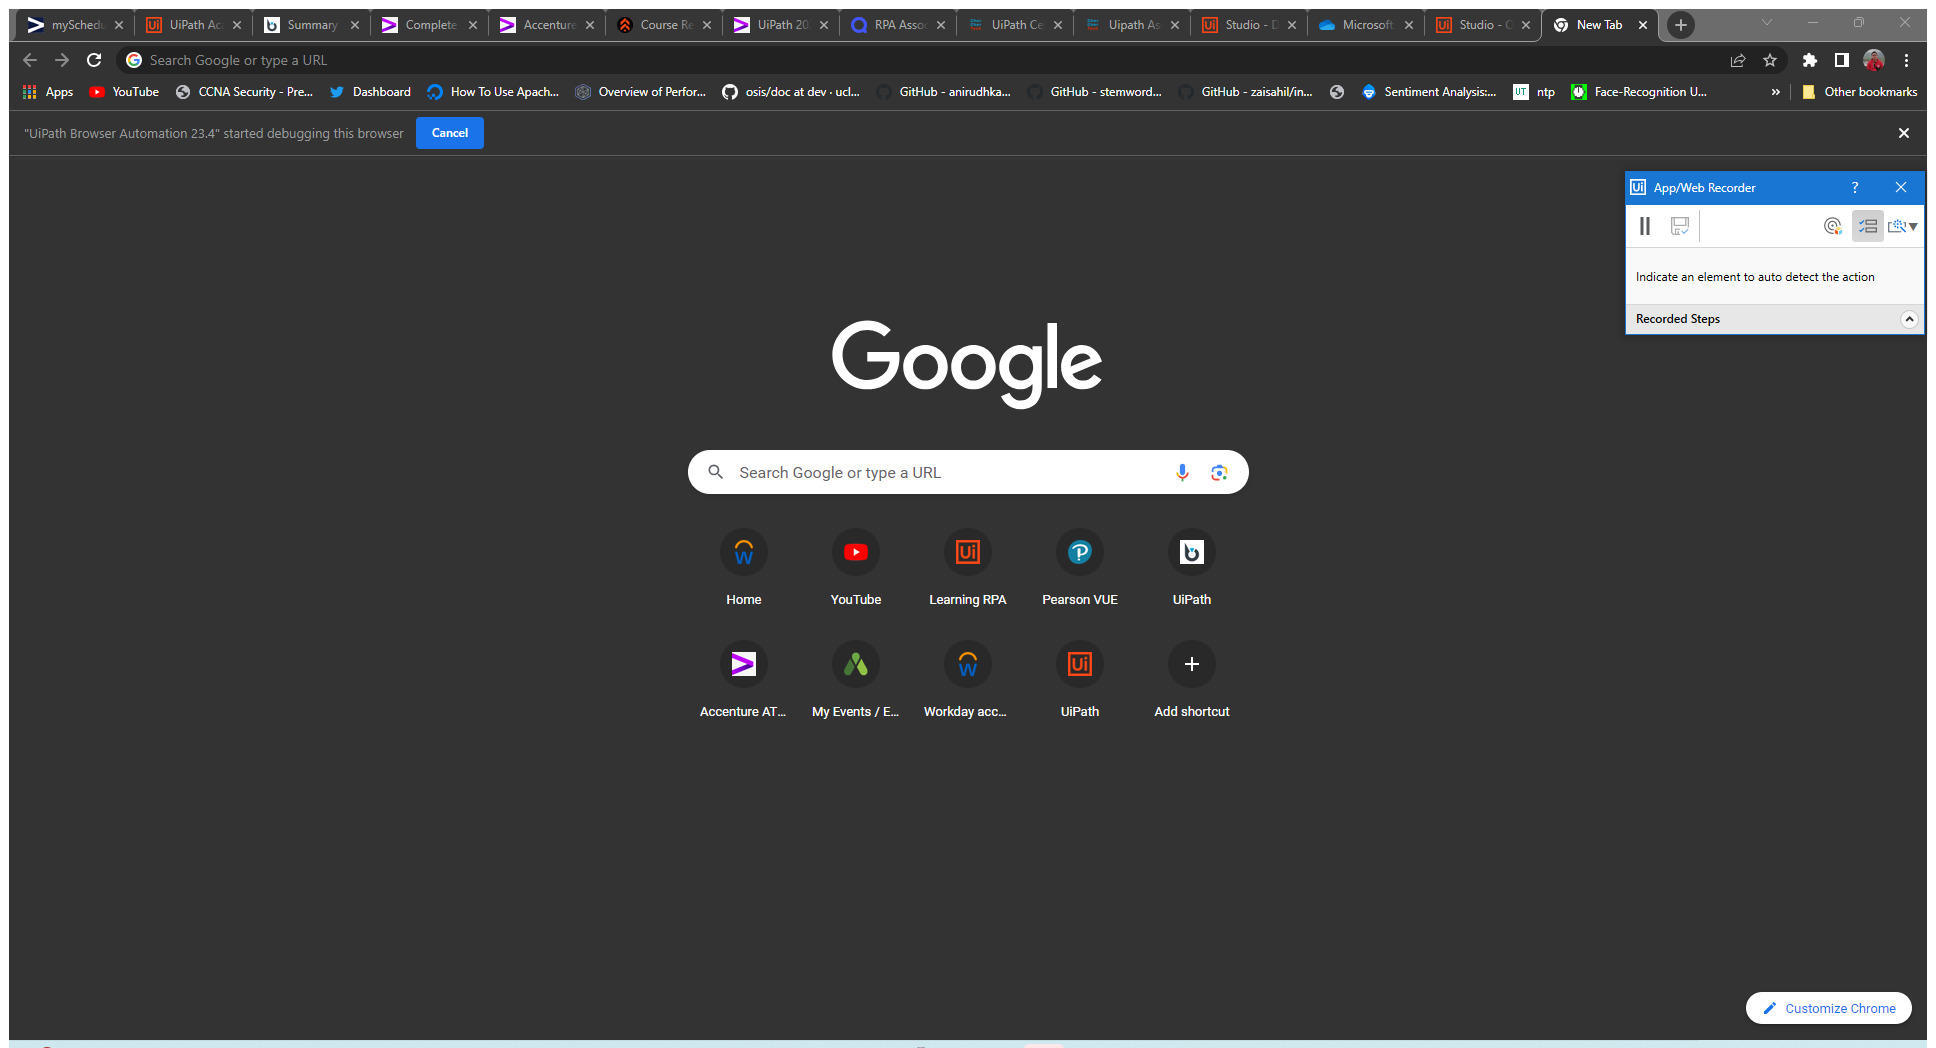 mySchedu
UiPath Aca
Summary
Complete
Accenture
Course Re
UiPath 20
RPA Assoc
UiPath Ce
Uipath As
Studio - D
Microsoft
Studio - O
New Tab
Search Google or type a URL
Apps
YouTube
CCNA Security - Pre...
Dashboard
How To Use Apach...
Overview of Perfor...
osis/doc at dev · ucl...
GitHub - anirudhka...
GitHub - stemword...
GitHub - zaisahil/in...
Sentiment Analysis:...
UT ntp
Face-Recognition U...
»
Other bookmarks
"UiPath Browser Automation 23.4" started debugging this browser
Cancel
Ui App/Web Recorder ?
Indicate an element to auto detect the action
Recorded Steps
Google
Search Google or type a URL
Home
YouTube
Learning RPA
Pearson VUE
UiPath
Accenture AT...
My Events / E...
Workday acc...
UiPath
Add shortcut
Customize Chrome